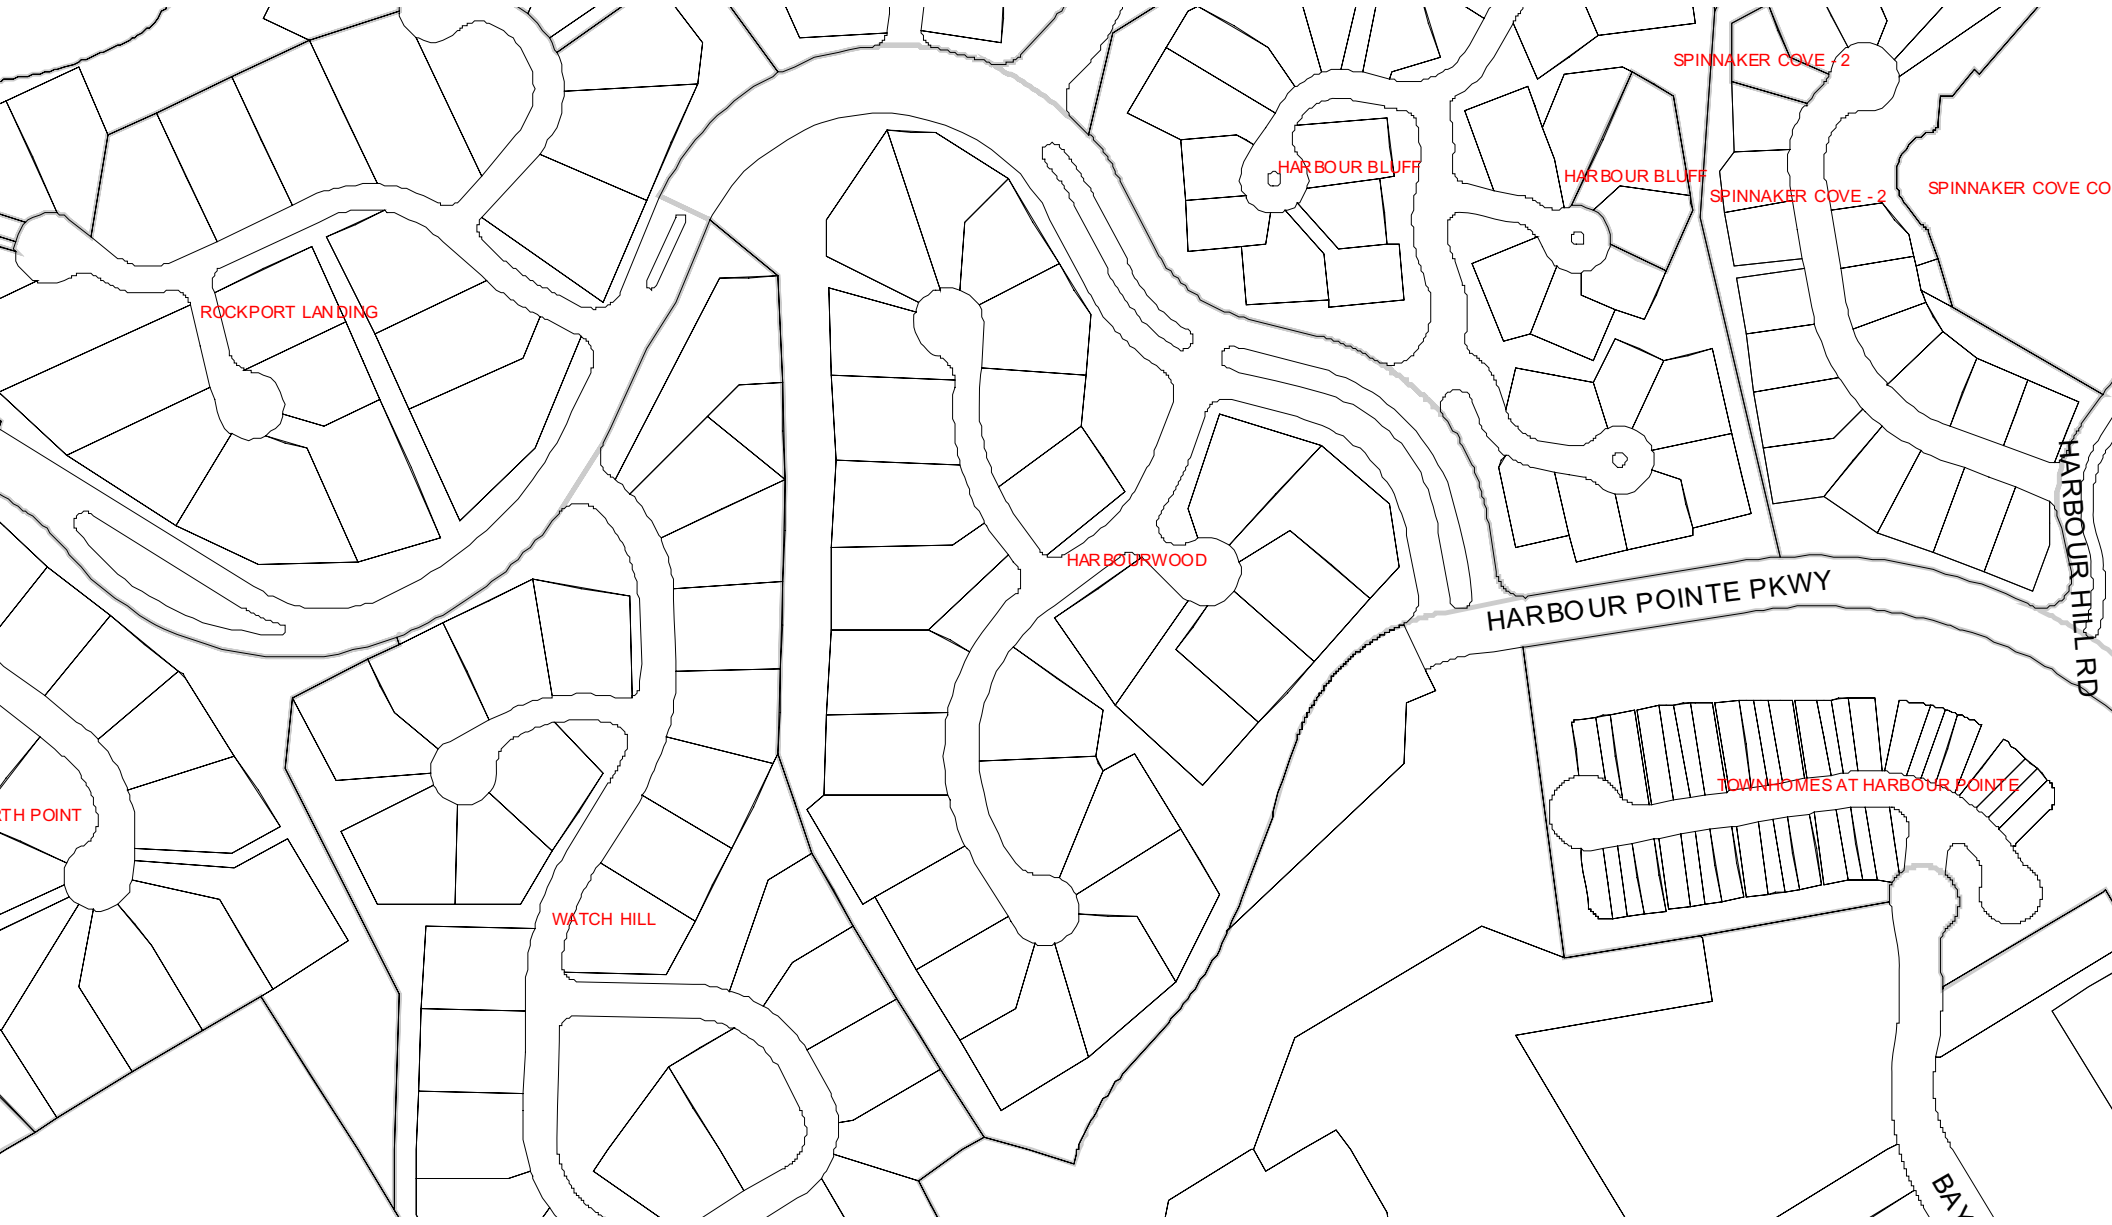 SPINNAKER COVE - 2
HARBOUR BLUFF
HARBOUR BLUFF
SPINNAKER COVE - 2
SPINNAKER COVE CO
ROCKPORT LANDING
HARBOUR HILL RD
HARBOURWOOD
HARBOUR POINTE PKWY
TOWNHOMES AT HARBOUR POINTE
RTH POINT
WATCH HILL
BAY